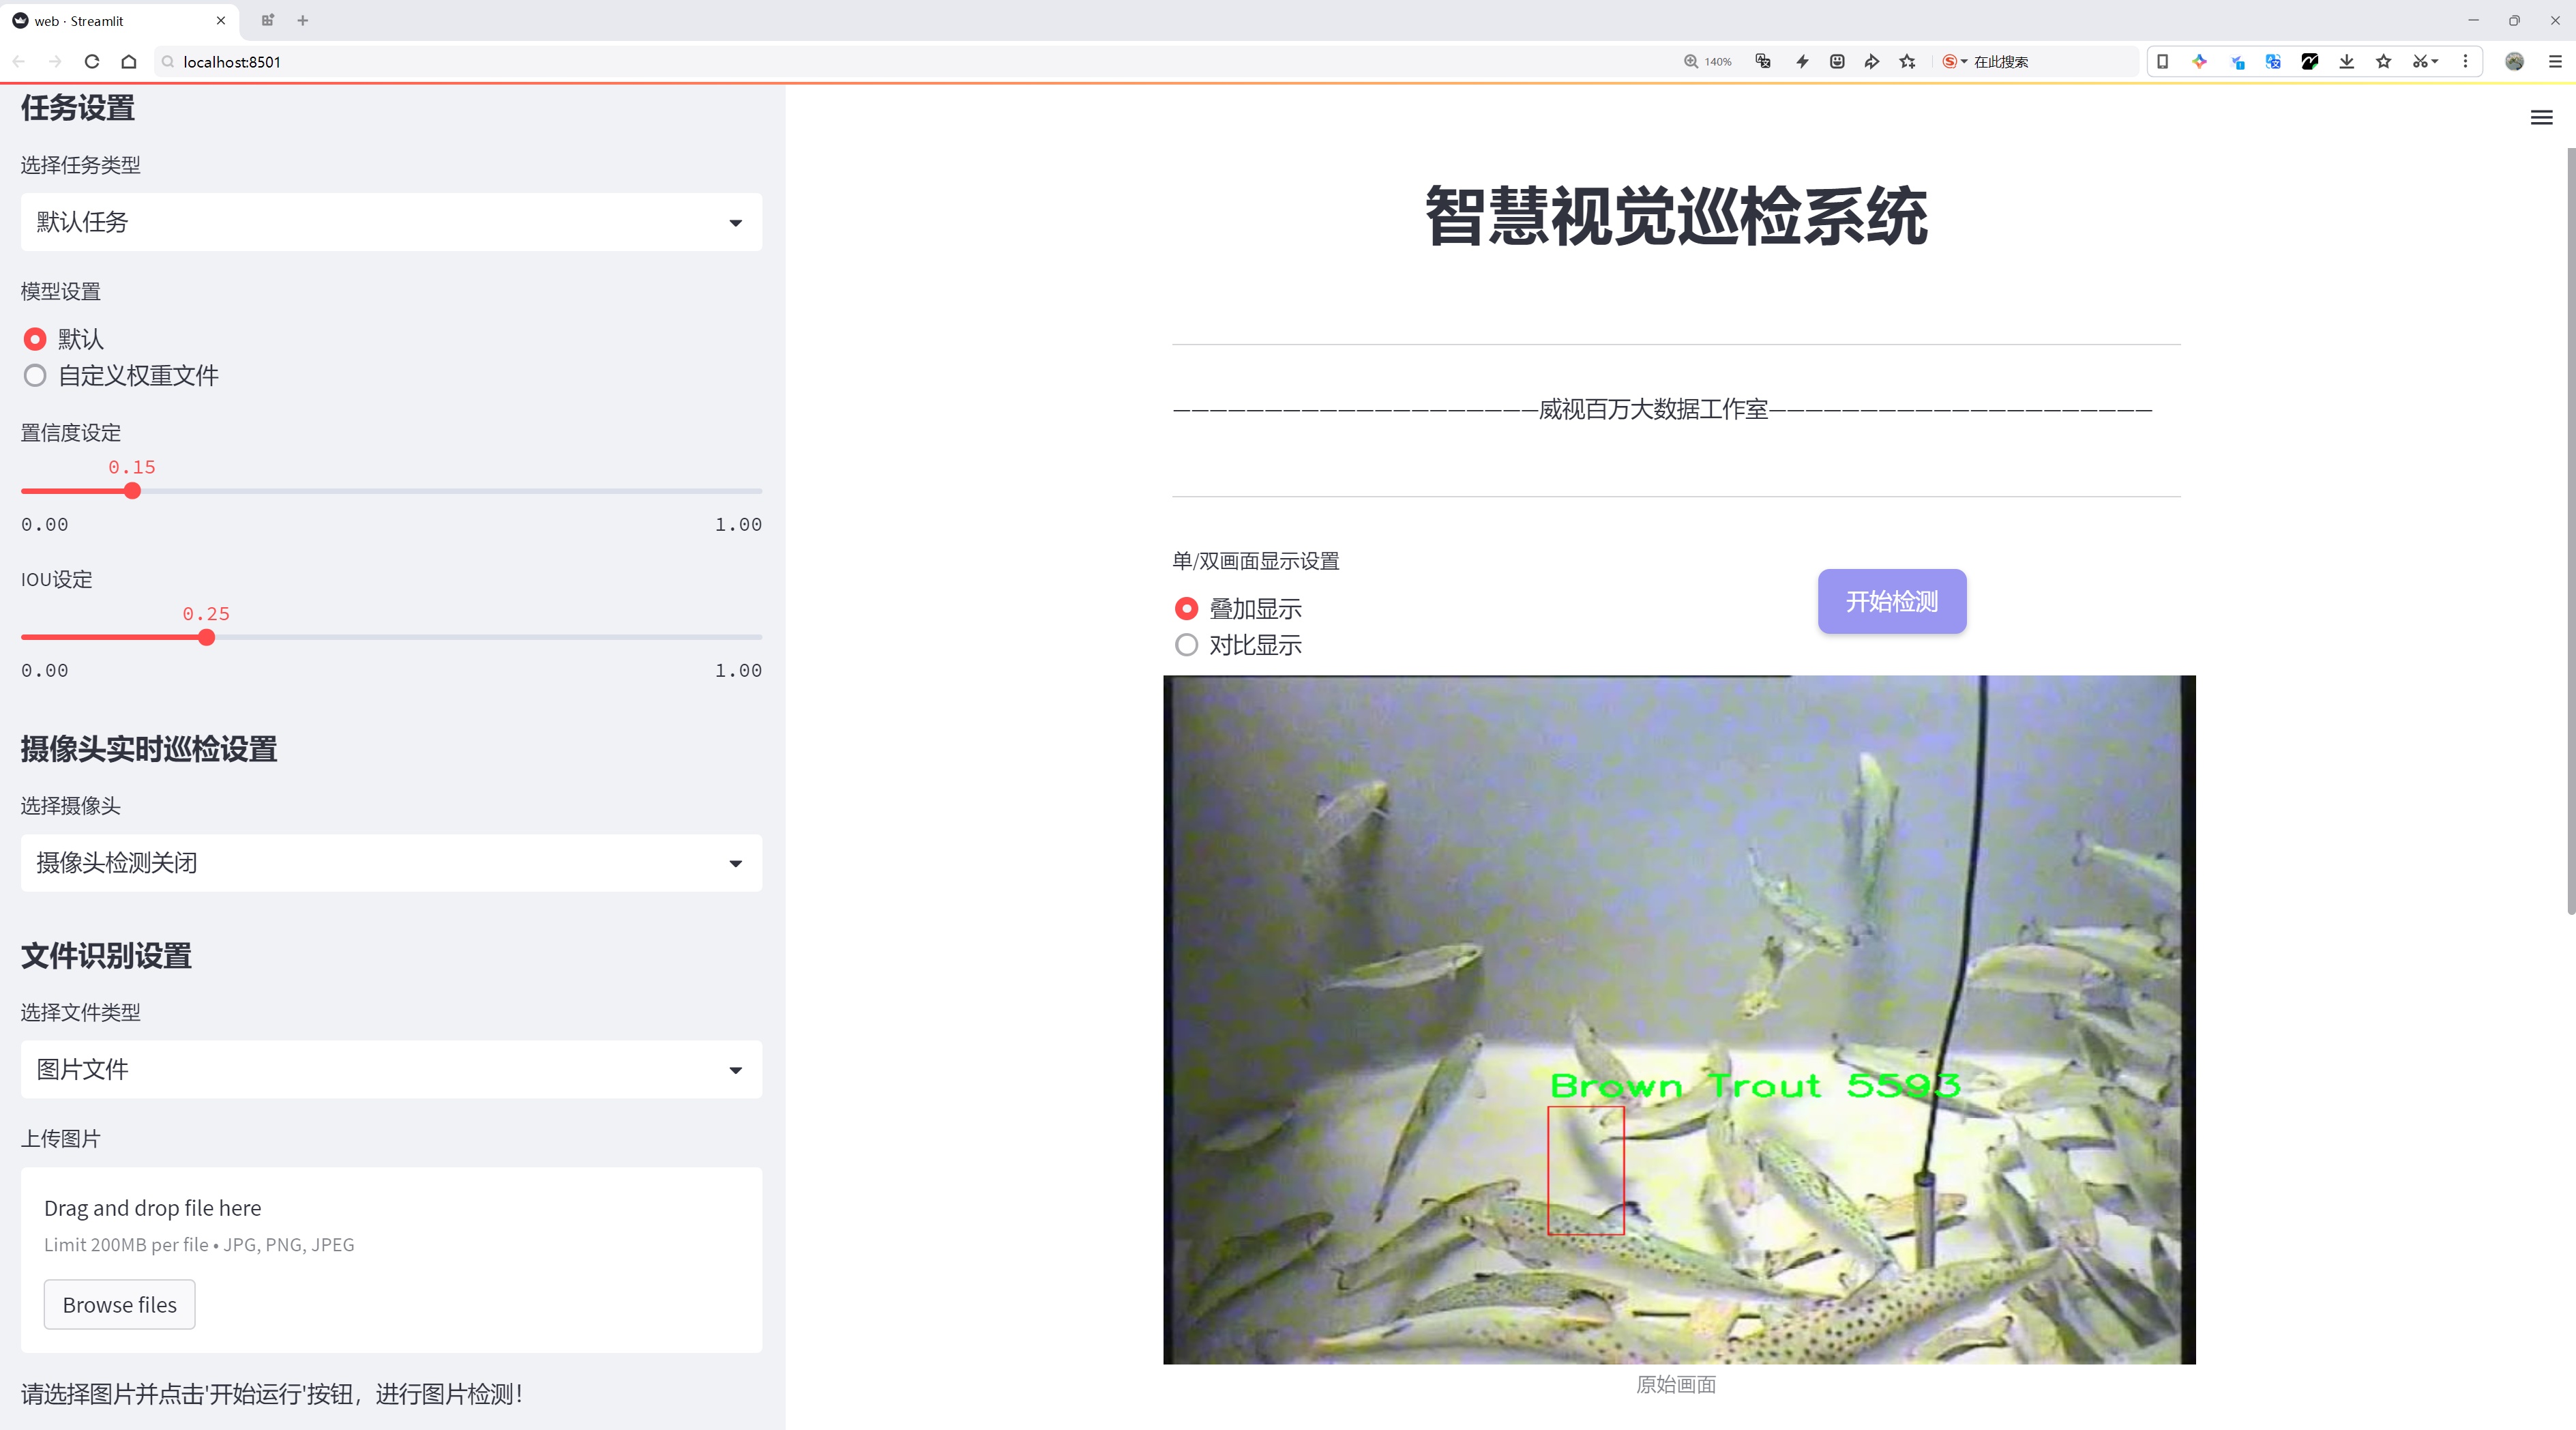 web · Streamlit
localhost:8501
140%
在此搜索
任务设置
选择任务类型
默认任务
模型设置
默认
自定义权重文件
置信度设定
0.15
0.00
1.00
IOU设定
0.25
0.00
1.00
摄像头实时巡检设置
选择摄像头
摄像头检测关闭
文件识别设置
选择文件类型
图片文件
上传图片
Drag and drop file here
Limit 200MB per file • JPG, PNG, JPEG
Browse files
请选择图片并点击'开始运行'按钮，进行图片检测！
智慧视觉巡检系统
—————————————————————威视百万大数据工作室—————————————————————
单/双画面显示设置
叠加显示
对比显示
开始检测
Brown Trout 5593
原始画面